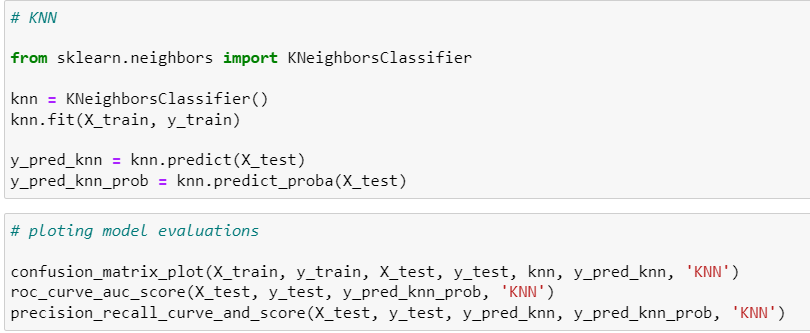 # KNN
from sklearn.neighbors import KNeighborsClassifier
knn = KNeighborsClassifier()
knn.fit(X_train, y_train)
y_pred_knn = knn.predict(X_test)
y_pred_knn_prob = knn.predict_proba(X_test)
# ploting model evaluations
confusion_matrix_plot(X_train, y_train, X_test, y_test, knn, y_pred_knn, 'KNN')
roc_curve_auc_score(X_test, y_test, y_pred_knn_prob, 'KNN')
precision_recall_curve_and_score(X_test, y_test, y_pred_knn, y_pred_knn_prob, 'KNN')